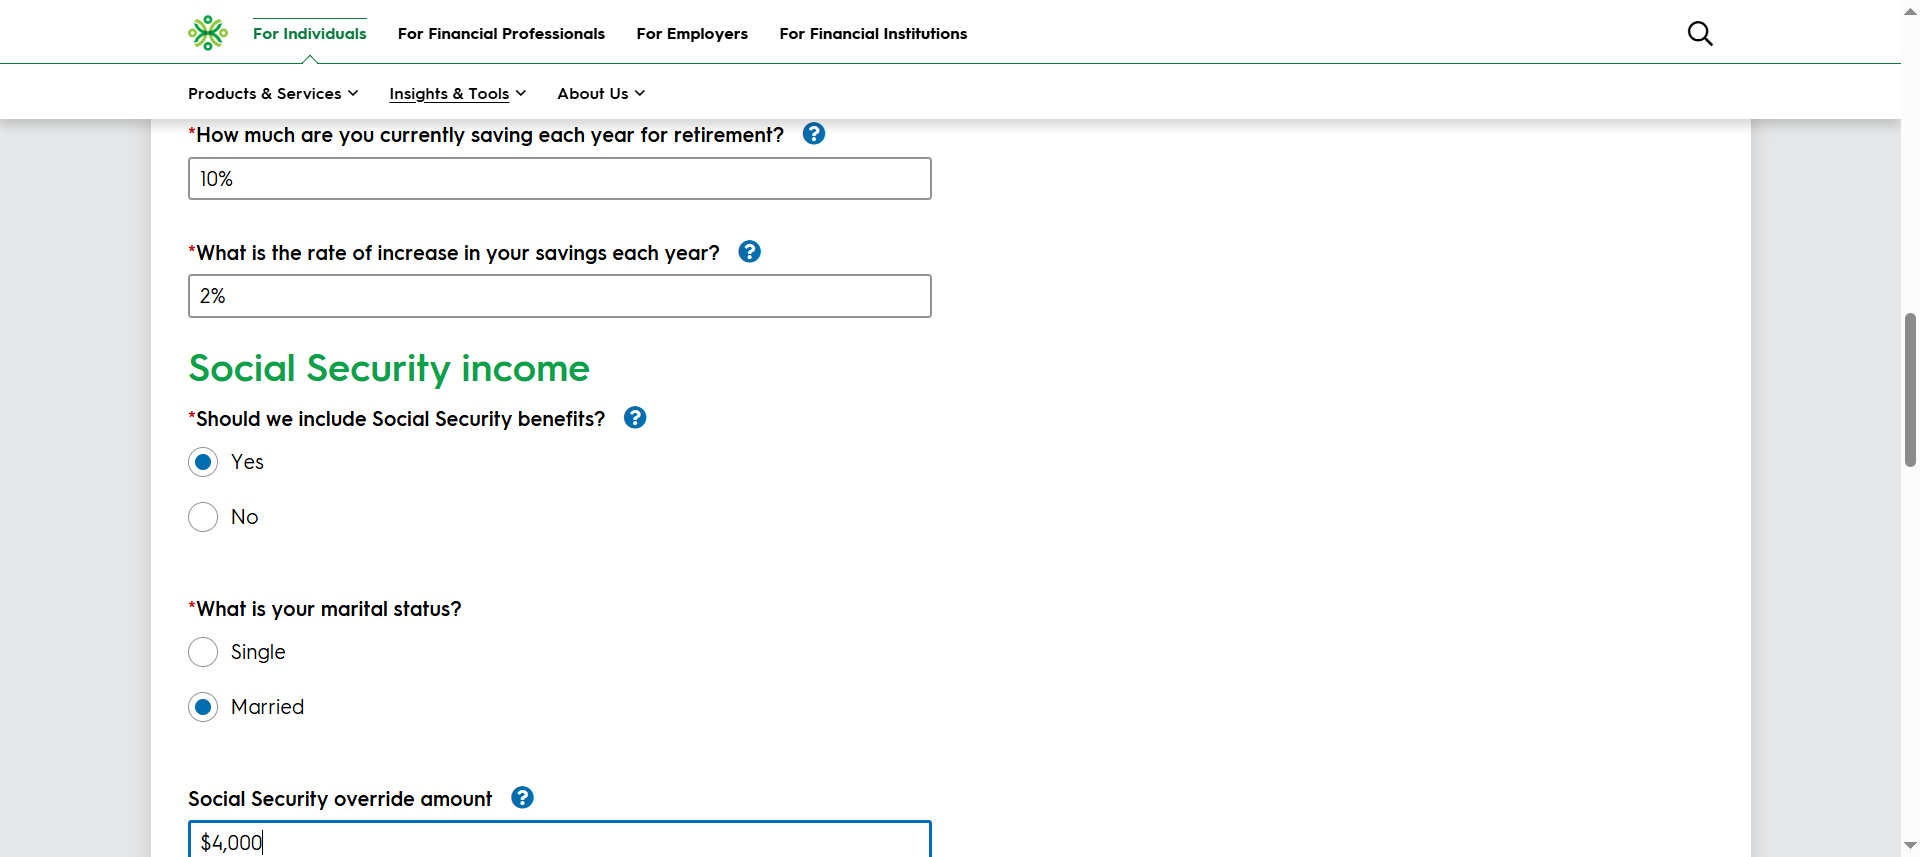 For Individuals
For Financial Professionals
For Employers
For Financial Institutions
Products & Services
Insights & Tools
About Us
*How much are you currently saving each year for retirement? ?
10%
*What is the rate of increase in your savings each year? ?
2%
Social Security income
*Should we include Social Security benefits? ?
Yes
No
*What is your marital status?
Single
Married
Social Security override amount ?
$4,000